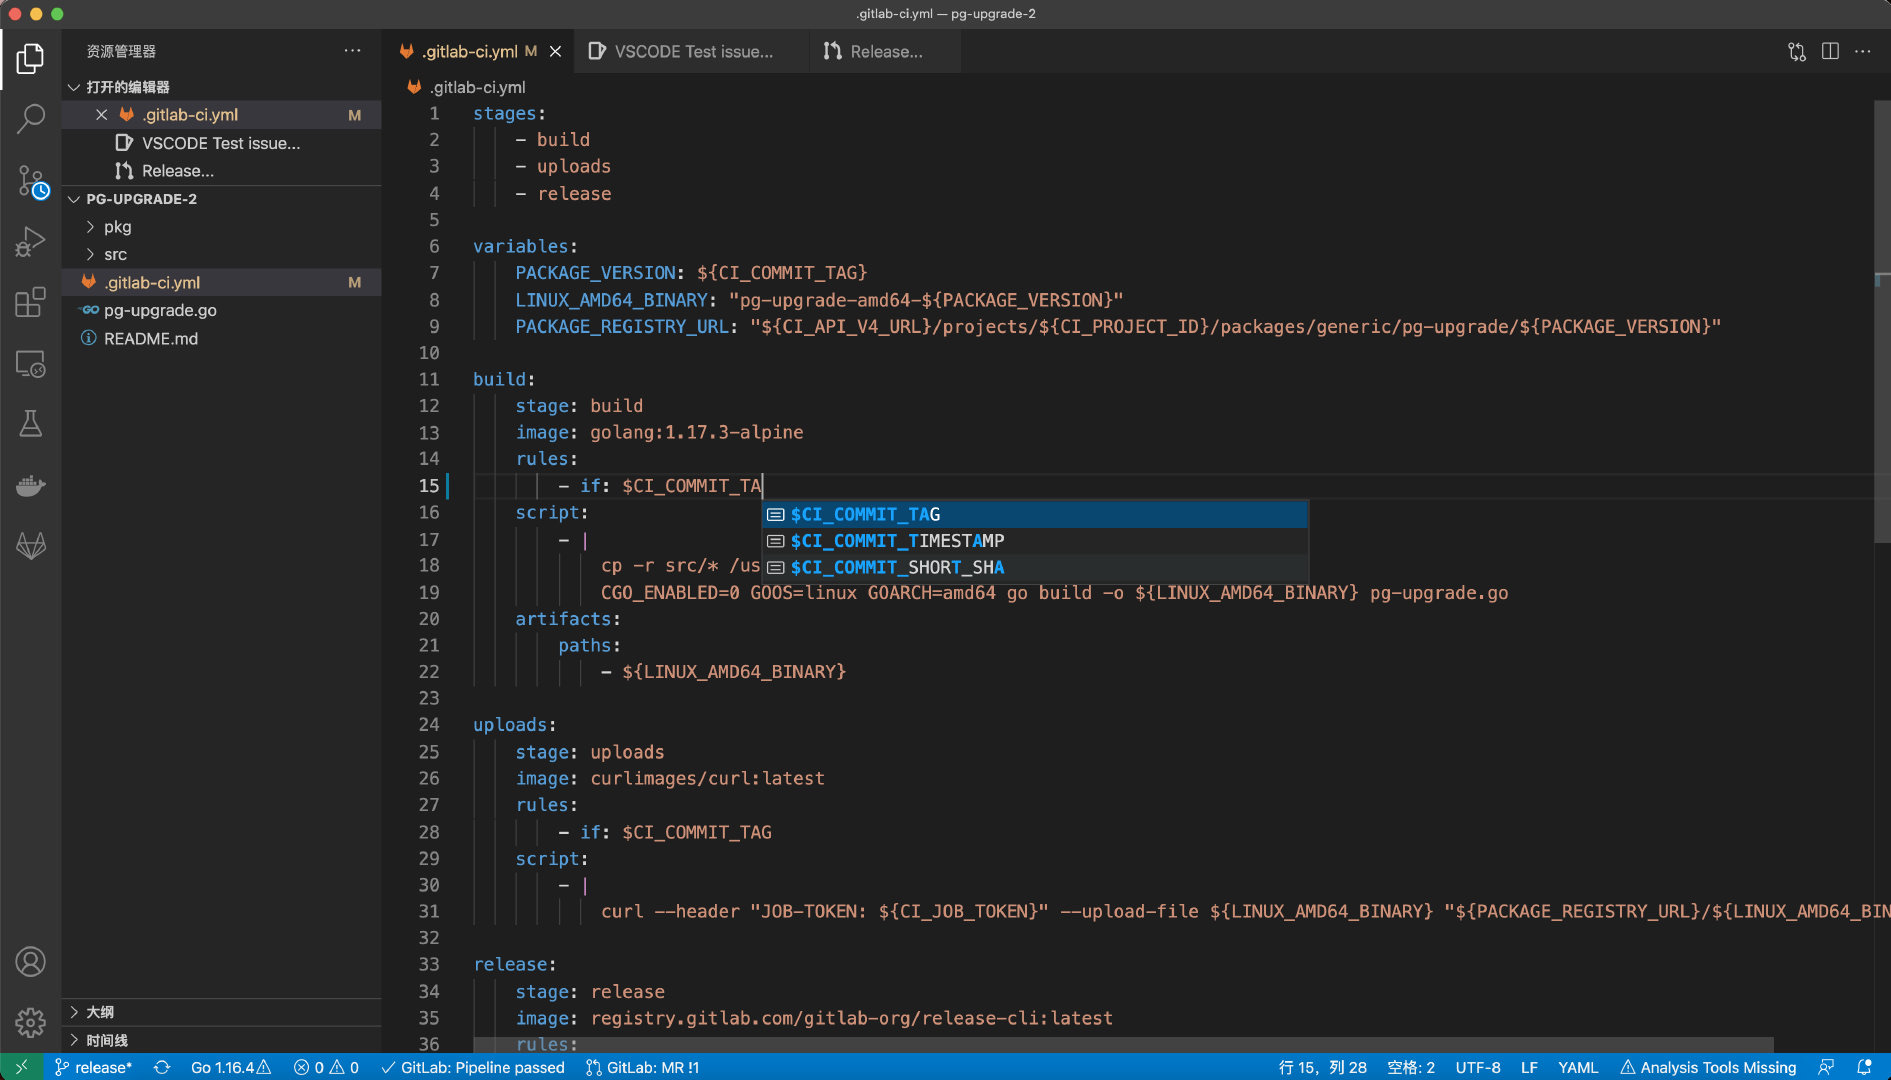 .gitlab-ci.yml — pg-upgrade-2
资源管理器
打开的编辑器
.gitlab-ci.yml M
VSCODE Test issue...
Release...
PG-UPGRADE-2
pkg
src
.gitlab-ci.yml M
pg-upgrade.go
README.md
大纲
时间线
.gitlab-ci.yml M
VSCODE Test issue...
Release...
.gitlab-ci.yml
1 stages:
2 - build
3 - uploads
4 - release
5
6 variables:
7 PACKAGE_VERSION: ${CI_COMMIT_TAG}
8 LINUX_AMD64_BINARY: "pg-upgrade-amd64-${PACKAGE_VERSION}"
9 PACKAGE_REGISTRY_URL: "${CI_API_V4_URL}/projects/${CI_PROJECT_ID}/packages/generic/pg-upgrade/${PACKAGE_VERSION}"
10
11 build:
12 stage: build
13 image: golang:1.17.3-alpine
14 rules:
15 - if: $CI_COMMIT_TA
$CI_COMMIT_TAG
$CI_COMMIT_TIMESTAMP
$CI_COMMIT_SHORT_SHA
16 script:
17 - |
18 cp -r src/* /us
19 CGO_ENABLED=0 GOOS=linux GOARCH=amd64 go build -o ${LINUX_AMD64_BINARY} pg-upgrade.go
20 artifacts:
21 paths:
22 - ${LINUX_AMD64_BINARY}
23
24 uploads:
25 stage: uploads
26 image: curlimages/curl:latest
27 rules:
28 - if: $CI_COMMIT_TAG
29 script:
30 - |
31 curl --header "JOB-TOKEN: ${CI_JOB_TOKEN}" --upload-file ${LINUX_AMD64_BINARY} "${PACKAGE_REGISTRY_URL}/${LINUX_AMD64_BIN
32
33 release:
34 stage: release
35 image: registry.gitlab.com/gitlab-org/release-cli:latest
36 rules:
release* Go 1.16.4 0 0 GitLab: Pipeline passed GitLab: MR !1 行 15，列 28 空格: 2 UTF-8 LF YAML Analysis Tools Missing